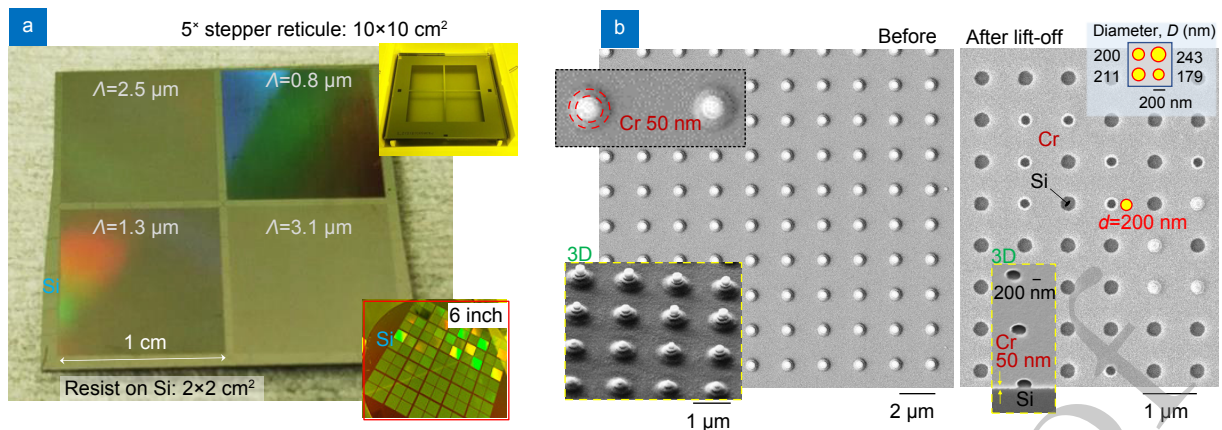 a
5× stepper reticule: 10×10 cm²
Λ=2.5 µm
Λ=0.8 µm
Λ=1.3 µm
Λ=3.1 µm
Si
1 cm
Resist on Si: 2×2 cm²
6 inch
Si
b
Before
Cr 50 nm
3D
1 µm
2 µm
After lift-off
Diameter, D (nm)
200
243
211
179
200 nm
Cr
Si
d=200 nm
3D
200 nm
Cr
50 nm
Si
1 µm